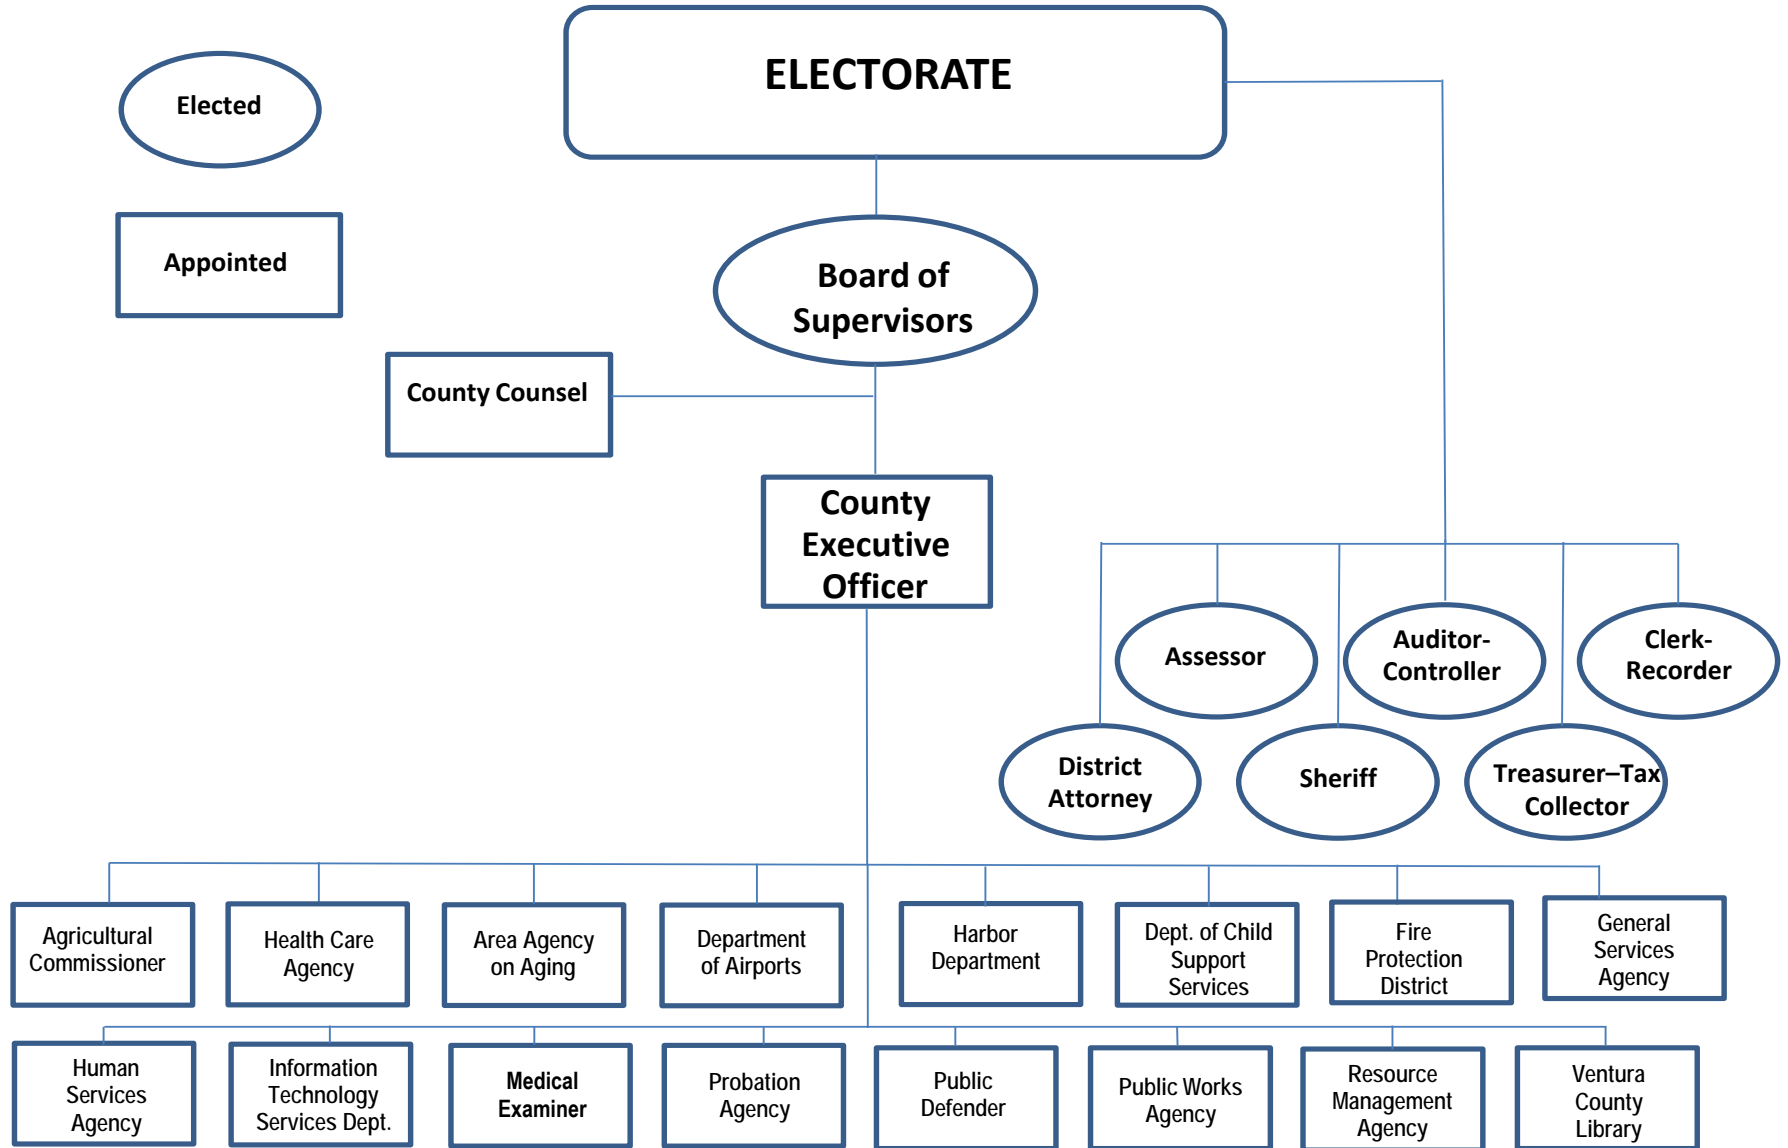 ELECTORATE
Elected
Appointed
Board of
Supervisors
County Counsel
County
Executive
Officer
Assessor
Auditor-
Controller
Clerk-
Recorder
District
Attorney
Sheriff
Treasurer–Tax
Collector
Agricultural
Commissioner
Health Care
Agency
Area Agency
on Aging
Department
of Airports
Harbor
Department
Dept. of Child
Support
Services
Fire
Protection
District
General
Services
Agency
Human
Services
Agency
Information
Technology
Services Dept.
Medical
Examiner
Probation
Agency
Public
Defender
Public Works
Agency
Resource
Management
Agency
Ventura
County
Library